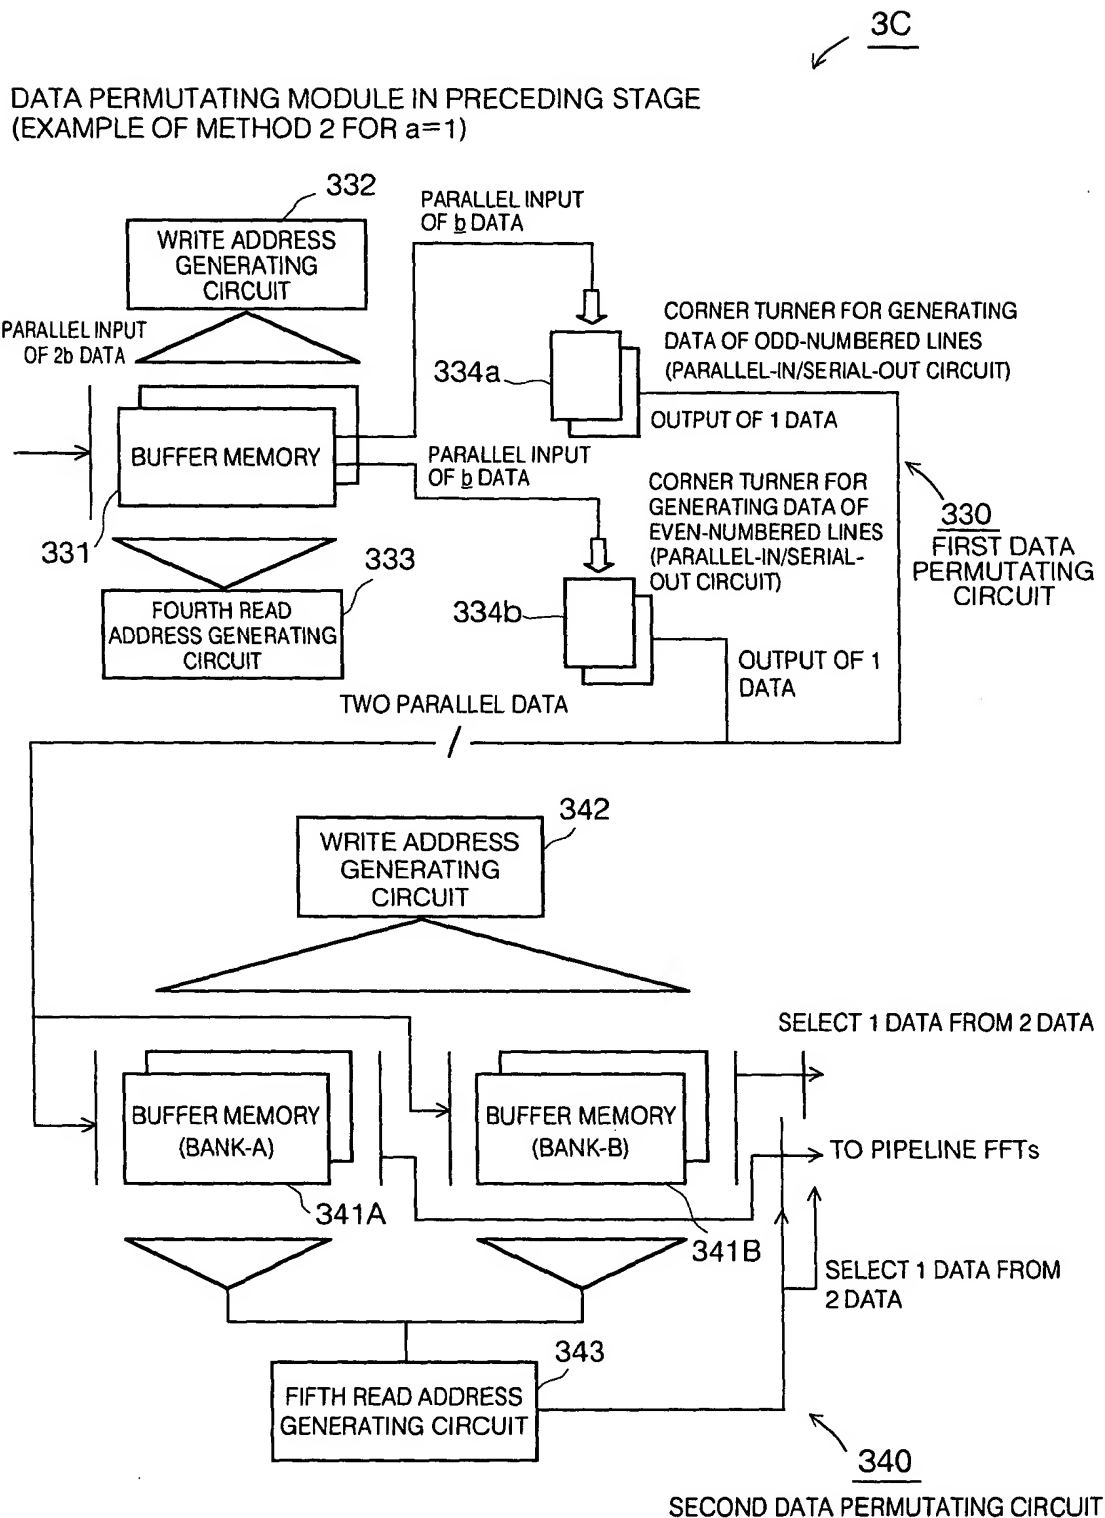 3C
DATA PERMUTATING MODULE IN PRECEDING STAGE
(EXAMPLE OF METHOD 2 FOR a=1)
332
WRITE ADDRESS
GENERATING
CIRCUIT
PARALLEL INPUT
OF b DATA
PARALLEL INPUT
OF 2b DATA
CORNER TURNER FOR GENERATING
DATA OF ODD-NUMBERED LINES
(PARALLEL-IN/SERIAL-OUT CIRCUIT)
334a
OUTPUT OF 1 DATA
BUFFER MEMORY
331
PARALLEL INPUT
OF b DATA
CORNER TURNER FOR
GENERATING DATA OF
EVEN-NUMBERED LINES
(PARALLEL-IN/SERIAL-
OUT CIRCUIT)
330
FIRST DATA
PERMUTATING
CIRCUIT
333
FOURTH READ
ADDRESS GENERATING
CIRCUIT
334b
OUTPUT OF 1
DATA
TWO PARALLEL DATA
342
WRITE ADDRESS
GENERATING
CIRCUIT
SELECT 1 DATA FROM 2 DATA
BUFFER MEMORY
(BANK-A)
341A
BUFFER MEMORY
(BANK-B)
341B
TO PIPELINE FFTs
SELECT 1 DATA FROM
2 DATA
343
FIFTH READ ADDRESS
GENERATING CIRCUIT
340
SECOND DATA PERMUTATING CIRCUIT